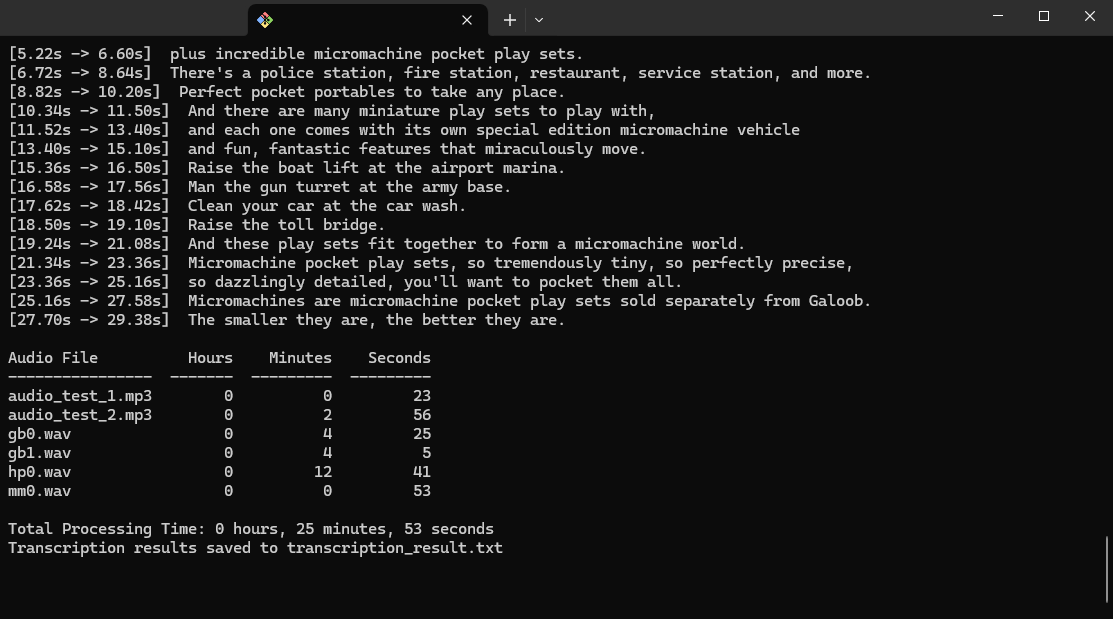 [5.22s -> 6.60s]  plus incredible micromachine pocket play sets.
[6.72s -> 8.64s]  There's a police station, fire station, restaurant, service station, and more.
[8.82s -> 10.20s]  Perfect pocket portables to take any place.
[10.34s -> 11.50s]  And there are many miniature play sets to play with,
[11.52s -> 13.40s]  and each one comes with its own special edition micromachine vehicle
[13.40s -> 15.10s]  and fun, fantastic features that miraculously move.
[15.36s -> 16.50s]  Raise the boat lift at the airport marina.
[16.58s -> 17.56s]  Man the gun turret at the army base.
[17.62s -> 18.42s]  Clean your car at the car wash.
[18.50s -> 19.10s]  Raise the toll bridge.
[19.24s -> 21.08s]  And these play sets fit together to form a micromachine world.
[21.34s -> 23.36s]  Micromachine pocket play sets, so tremendously tiny, so perfectly precise,
[23.36s -> 25.16s]  so dazzlingly detailed, you'll want to pocket them all.
[25.16s -> 27.58s]  Micromachines are micromachine pocket play sets sold separately from Galoob.
[27.70s -> 29.38s]  The smaller they are, the better they are.
Audio File          Hours    Minutes    Seconds
----------------  -------  ---------  ---------
audio_test_1.mp3        0          0         23
audio_test_2.mp3        0          2         56
gb0.wav                 0          4         25
gb1.wav                 0          4          5
hp0.wav                 0         12         41
mm0.wav                 0          0         53
Total Processing Time: 0 hours, 25 minutes, 53 seconds
Transcription results saved to transcription_result.txt